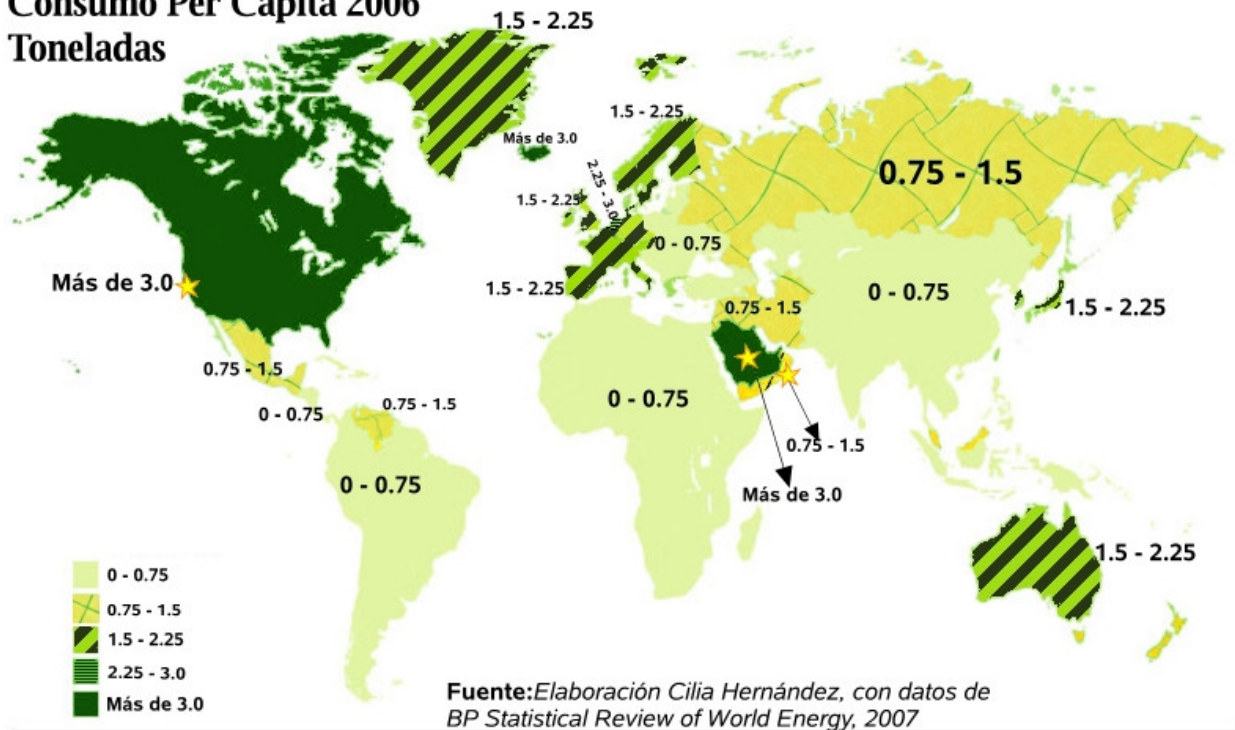 Consumo Per Cápita 2006
Toneladas
1.5 - 2.25
Más de 3.0
1.5 - 2.25
2.25 - 3.0
1.5 - 2.25
0.75 - 1.5
0 - 0.75
Más de 3.0
1.5 - 2.25
0 - 0.75
0.75 - 1.5
1.5 - 2.25
0.75 - 1.5
0 - 0.75
0.75 - 1.5
0 - 0.75
0.75 - 1.5
0 - 0.75
Más de 3.0
1.5 - 2.25
0 - 0.75
0.75 - 1.5
1.5 - 2.25
2.25 - 3.0
Más de 3.0
Fuente:Elaboración Cilia Hernández, con datos de
BP Statistical Review of World Energy, 2007